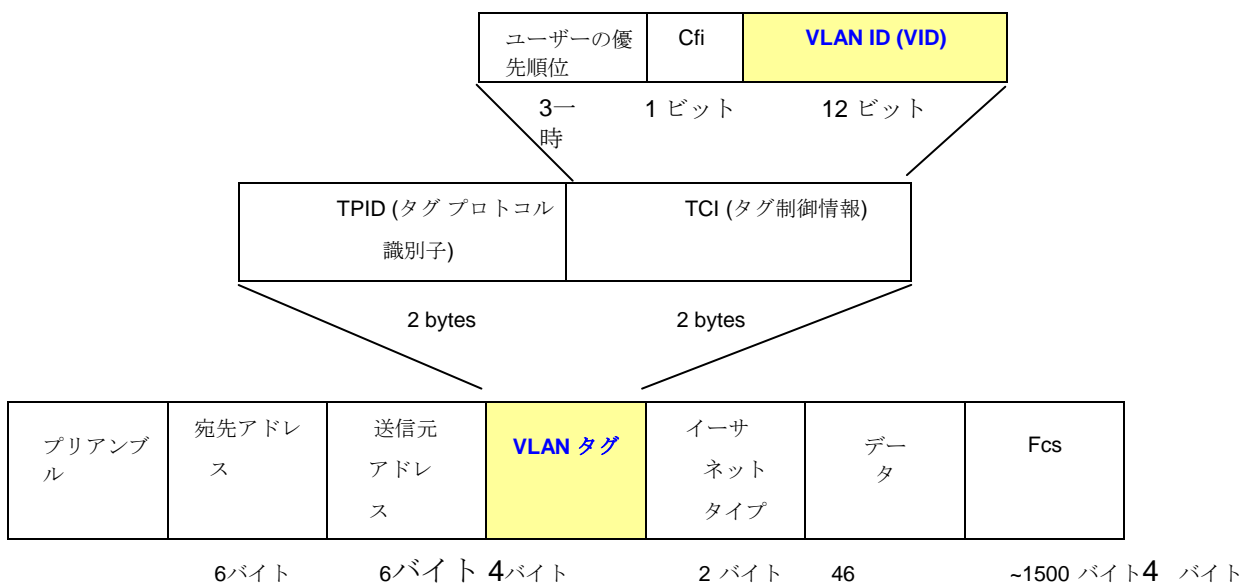 ユーザーの優
先順位
Cfi
VLAN ID (VID)
3一
時
1 ビット
12 ビット
TPID (タグ プロトコル
識別子)
TCI (タグ制御情報)
2 bytes
2 bytes
プリアンブ
ル
宛先アドレ
ス
送信元
アドレ
ス
VLAN タグ
イーサ
ネット
タイプ
デー
タ
Fcs
6バイト
6バイト 4バイト
2 バイト
46
~1500 バイト4 バイト